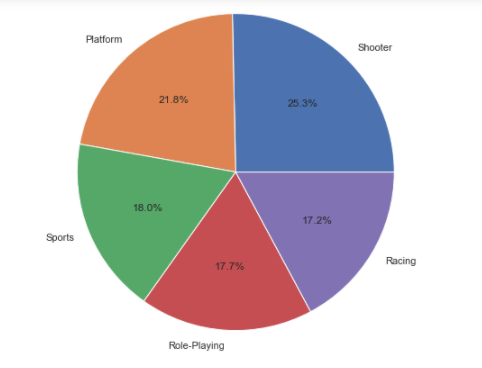 Platform
Shooter
21.8%
25.3%
18.0%
17.2%
Sports
17.7%
Racing
Role-Playing